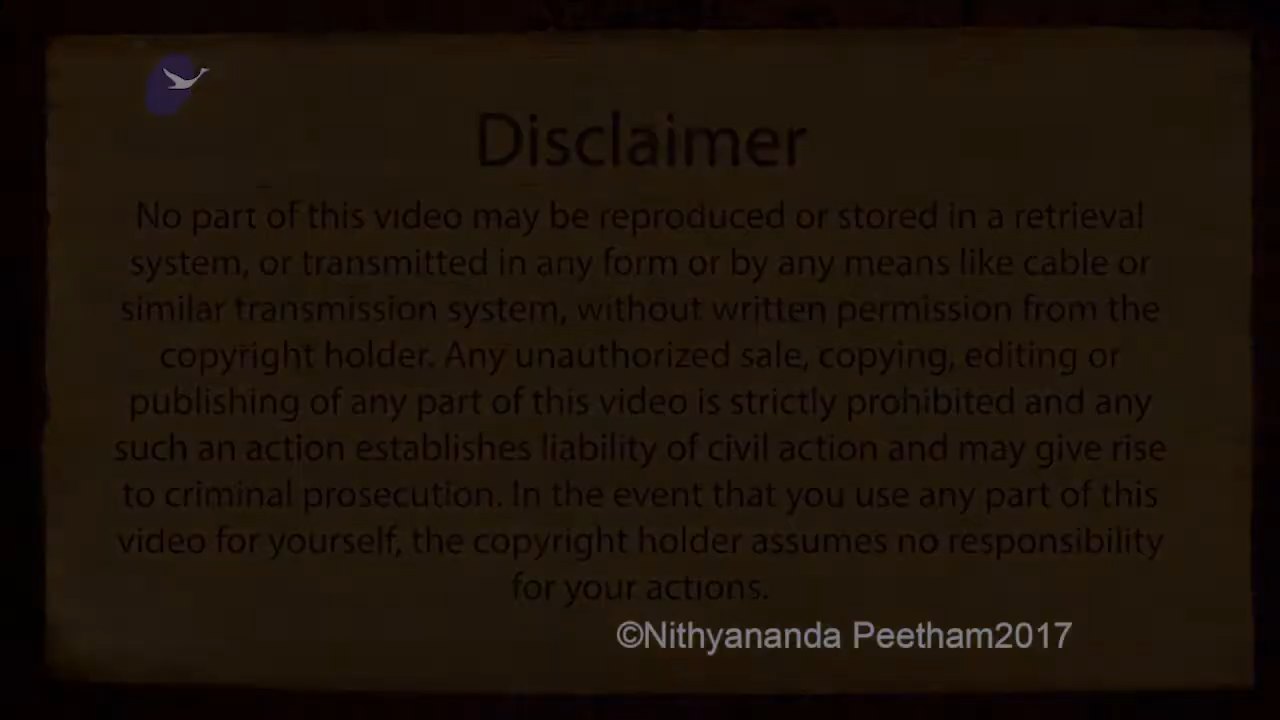 Disclaimer
No part of this video may be reproduced or stored in a retrieval
system, or transmitted in any form or by any means like cable or
similar transmission system, without written permission from the
copyright holder. Any unauthorized sale, copying, editing or
publishing of any part of this video is strictly prohibited and any
such an action establishes liability of civil action and may give rise
to criminal prosecution. In the event that you use any part of this
video for yourself, the copyright holder assumes no responsibility
for your actions.
©Nithyananda Peetham2017